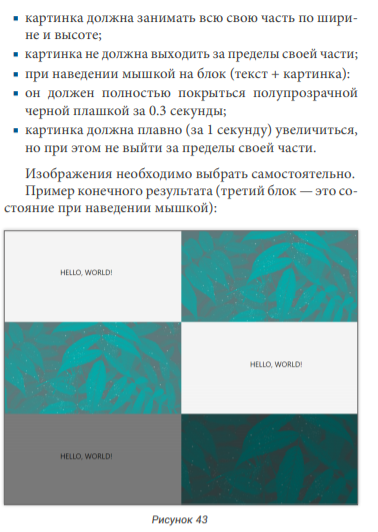 ▪ картинка должна занимать всю свою часть по шири-
не и высоте;
▪ картинка не должна выходить за пределы своей части;
▪ при наведении мышкой на блок (текст + картинка):
▪ он должен полностью покрыться полупрозрачной
черной плашкой за 0.3 секунды;
▪ картинка должна плавно (за 1 секунду) увеличиться,
но при этом не выйти за пределы своей части.
Изображения необходимо выбрать самостоятельно.
Пример конечного результата (третий блок — это со-
стояние при наведении мышкой):
HELLO, WORLD!
HELLO, WORLD!
HELLO, WORLD!
Рисунок 43